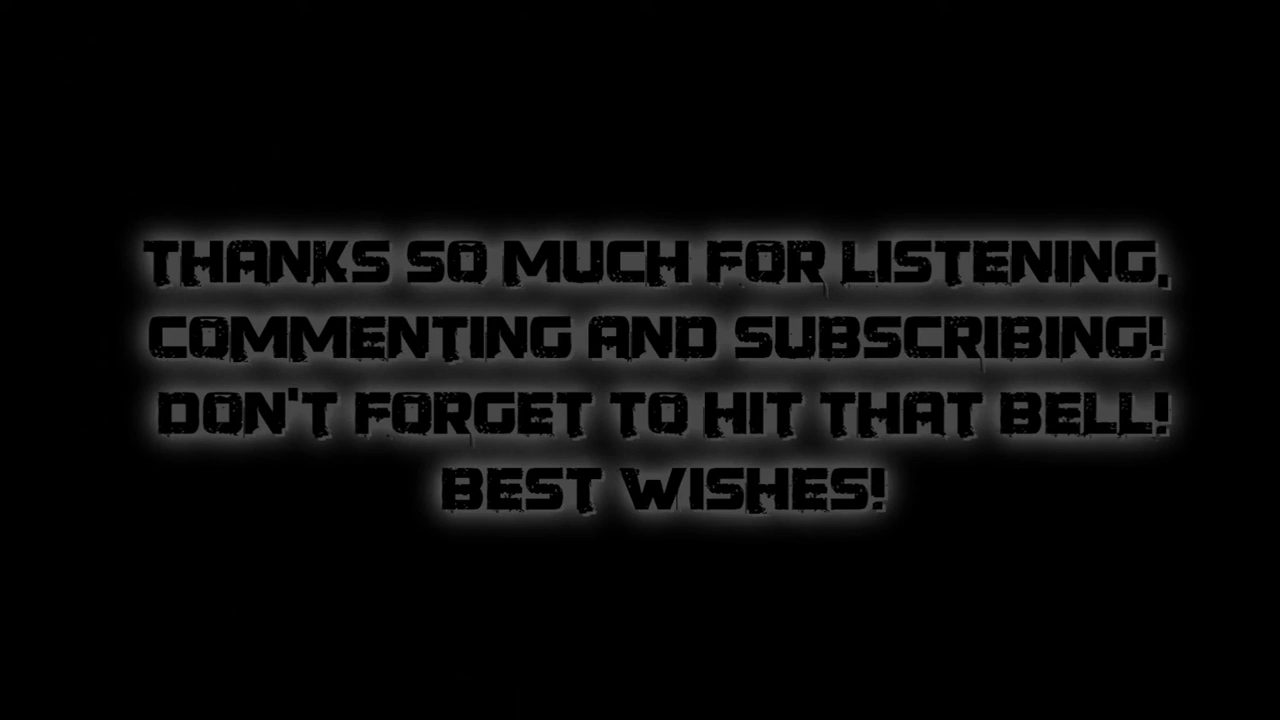 THANKS SO MUCH FOR LISTENING,
COMMENTING AND SUBSCRIBING!
DON'T FORGET TO HIT THAT BELL!
BEST WISHES!